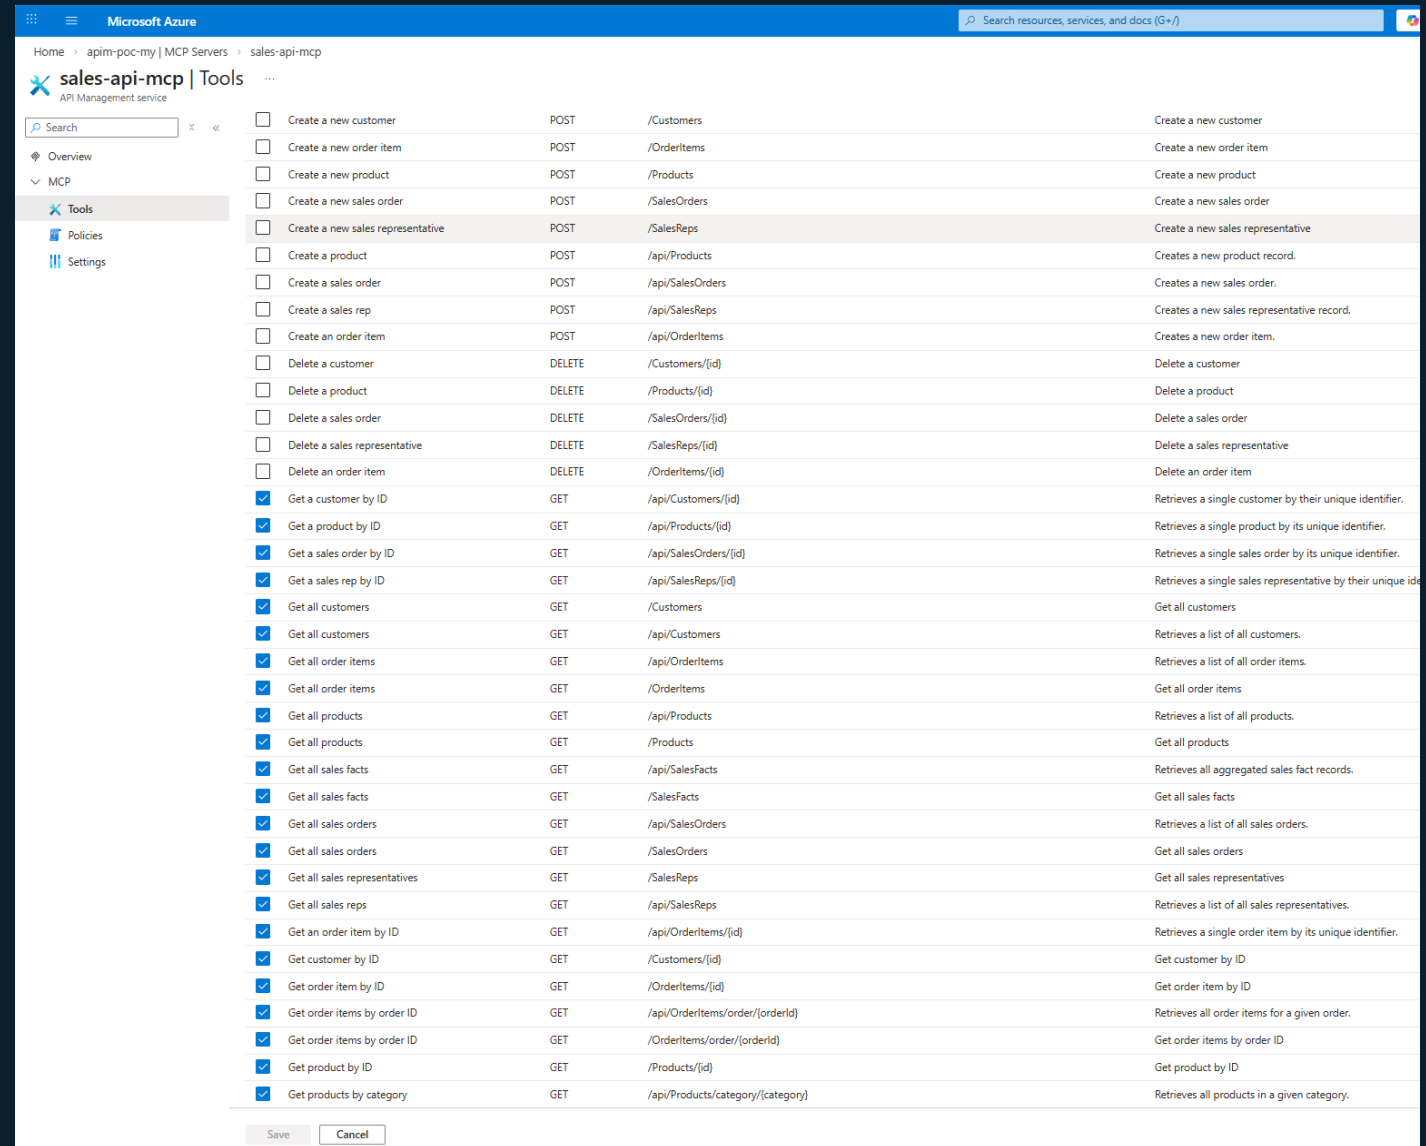 Microsoft Azure
Search resources, services, and docs (G+/)
Home › apim-poc-my | MCP Servers › sales-api-mcp
sales-api-mcp | Tools ...
API Management service
Search
Overview
MCP
Tools
Policies
Settings
Create a new customer POST /Customers Create a new customer
Create a new order item POST /OrderItems Create a new order item
Create a new product POST /Products Create a new product
Create a new sales order POST /SalesOrders Create a new sales order
Create a new sales representative POST /SalesReps Create a new sales representative
Create a product POST /api/Products Creates a new product record.
Create a sales order POST /api/SalesOrders Creates a new sales order.
Create a sales rep POST /api/SalesReps Creates a new sales representative record.
Create an order item POST /api/OrderItems Creates a new order item.
Delete a customer DELETE /Customers/{id} Delete a customer
Delete a product DELETE /Products/{id} Delete a product
Delete a sales order DELETE /SalesOrders/{id} Delete a sales order
Delete a sales representative DELETE /SalesReps/{id} Delete a sales representative
Delete an order item DELETE /OrderItems/{id} Delete an order item
Get a customer by ID GET /api/Customers/{id} Retrieves a single customer by their unique identifier.
Get a product by ID GET /api/Products/{id} Retrieves a single product by its unique identifier.
Get a sales order by ID GET /api/SalesOrders/{id} Retrieves a single sales order by its unique identifier.
Get a sales rep by ID GET /api/SalesReps/{id} Retrieves a single sales representative by their unique ide
Get all customers GET /Customers Get all customers
Get all customers GET /api/Customers Retrieves a list of all customers.
Get all order items GET /api/OrderItems Retrieves a list of all order items.
Get all order items GET /OrderItems Get all order items
Get all products GET /api/Products Retrieves a list of all products.
Get all products GET /Products Get all products
Get all sales facts GET /api/SalesFacts Retrieves all aggregated sales fact records.
Get all sales facts GET /SalesFacts Get all sales facts
Get all sales orders GET /api/SalesOrders Retrieves a list of all sales orders.
Get all sales orders GET /SalesOrders Get all sales orders
Get all sales representatives GET /SalesReps Get all sales representatives
Get all sales reps GET /api/SalesReps Retrieves a list of all sales representatives.
Get an order item by ID GET /api/OrderItems/{id} Retrieves a single order item by its unique identifier.
Get customer by ID GET /Customers/{id} Get customer by ID
Get order item by ID GET /OrderItems/{id} Get order item by ID
Get order items by order ID GET /api/OrderItems/order/{orderId} Retrieves all order items for a given order.
Get order items by order ID GET /OrderItems/order/{orderId} Get order items by order ID
Get product by ID GET /Products/{id} Get product by ID
Get products by category GET /api/Products/category/{category} Retrieves all products in a given category.
Save Cancel